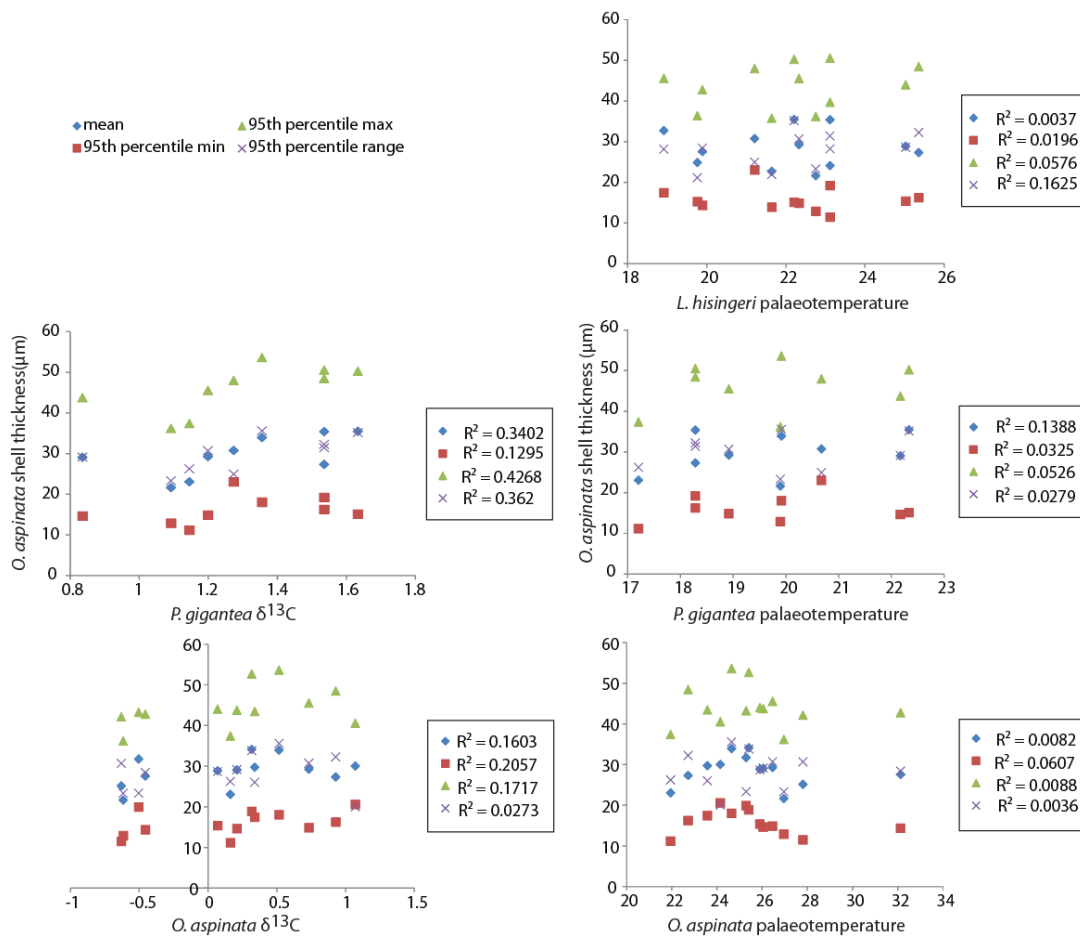 mean
95th percentile max
95th percentile min
95th percentile range
60
50
40
30
20
10
0
18
20
22
24
26
L. hisingeri palaeotemperature
R² = 0.0037
R² = 0.0196
R² = 0.0576
R² = 0.1625
O. aspinata shell thickness(µm)
60
50
40
30
20
10
0
0.8
1
1.2
1.4
1.6
1.8
P. gigantea δ¹³C
R² = 0.3402
R² = 0.1295
R² = 0.4268
R² = 0.362
O. aspinata shell thickness (µm)
60
50
40
30
20
10
0
17
18
19
20
21
22
23
P. gigantea palaeotemperature
R² = 0.1388
R² = 0.0325
R² = 0.0526
R² = 0.0279
60
50
40
30
20
10
0
-1
-0.5
0
0.5
1
1.5
O. aspinata δ¹³C
R² = 0.1603
R² = 0.2057
R² = 0.1717
R² = 0.0273
60
50
40
30
20
10
0
20
22
24
26
28
30
32
34
O. aspinata palaeotemperature
R² = 0.0082
R² = 0.0607
R² = 0.0088
R² = 0.0036